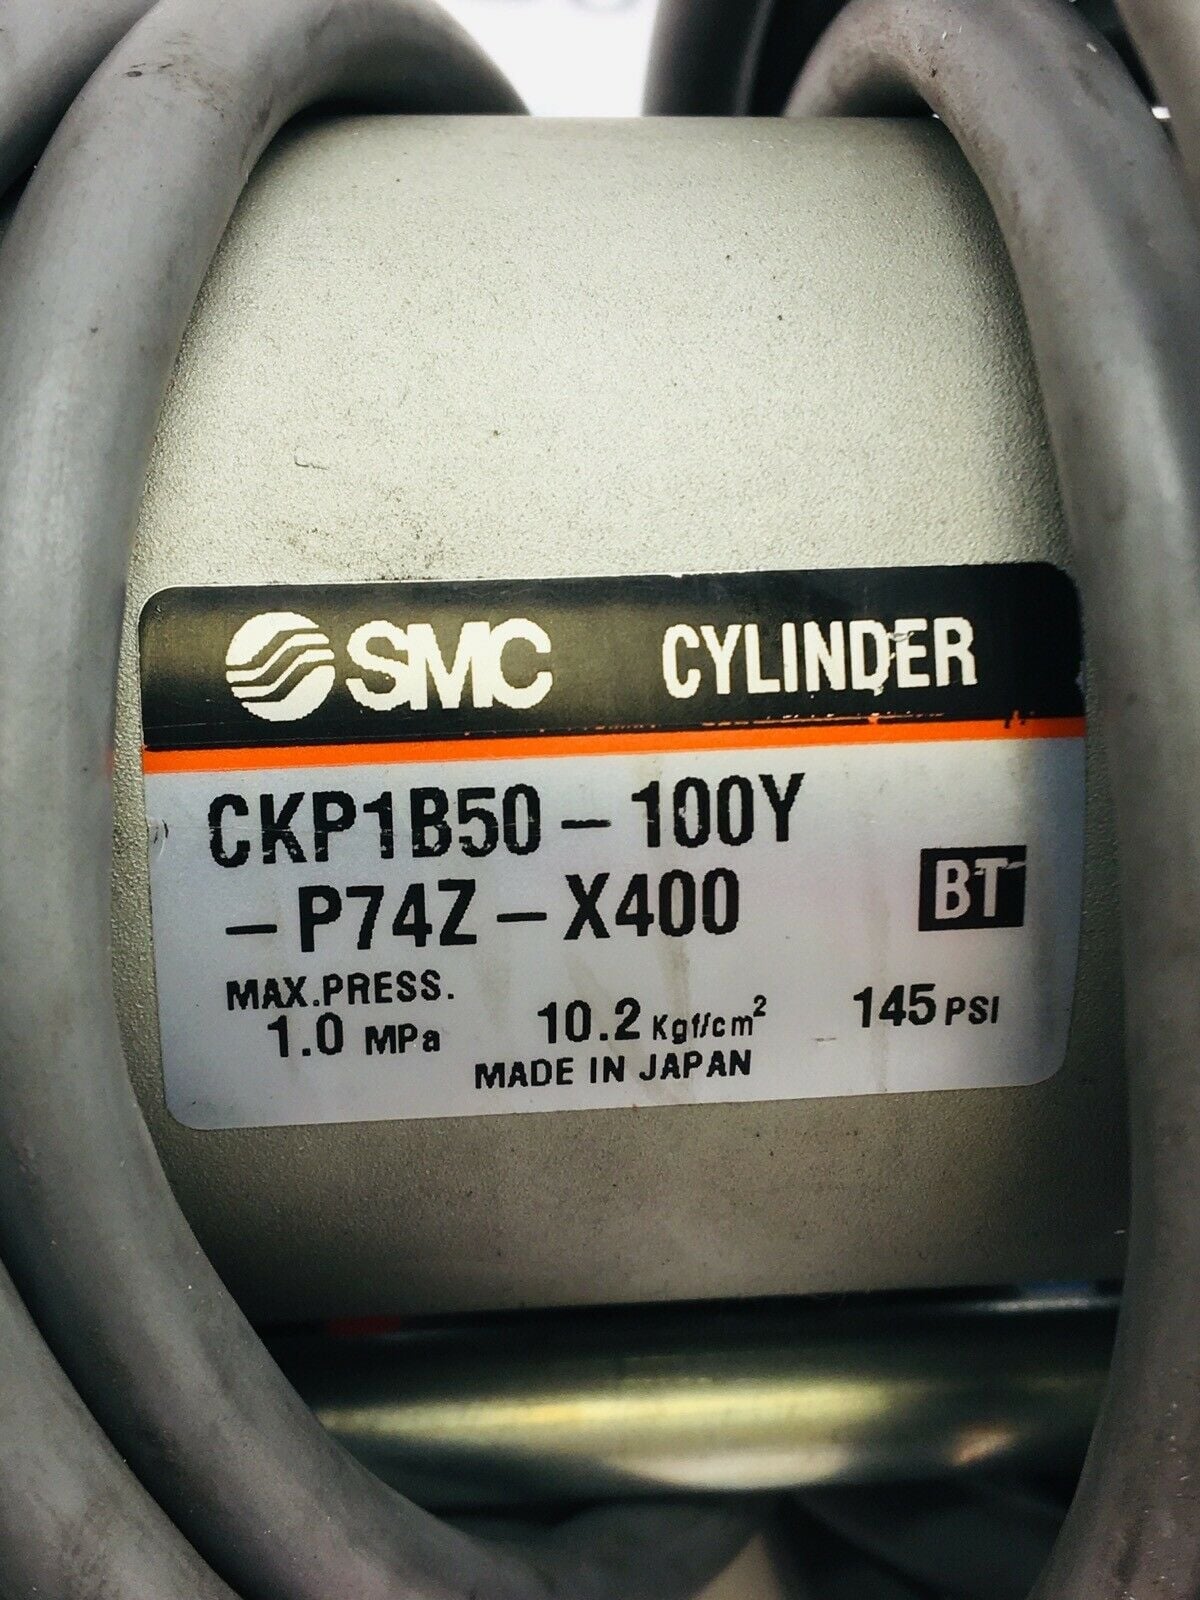 SMC CYLINDER
CKP1B50-100Y
-P74Z-X400
BT
MAX.PRESS.
1.0 MPa 10.2 Kgf/cm² 145 PSI
MADE IN JAPAN